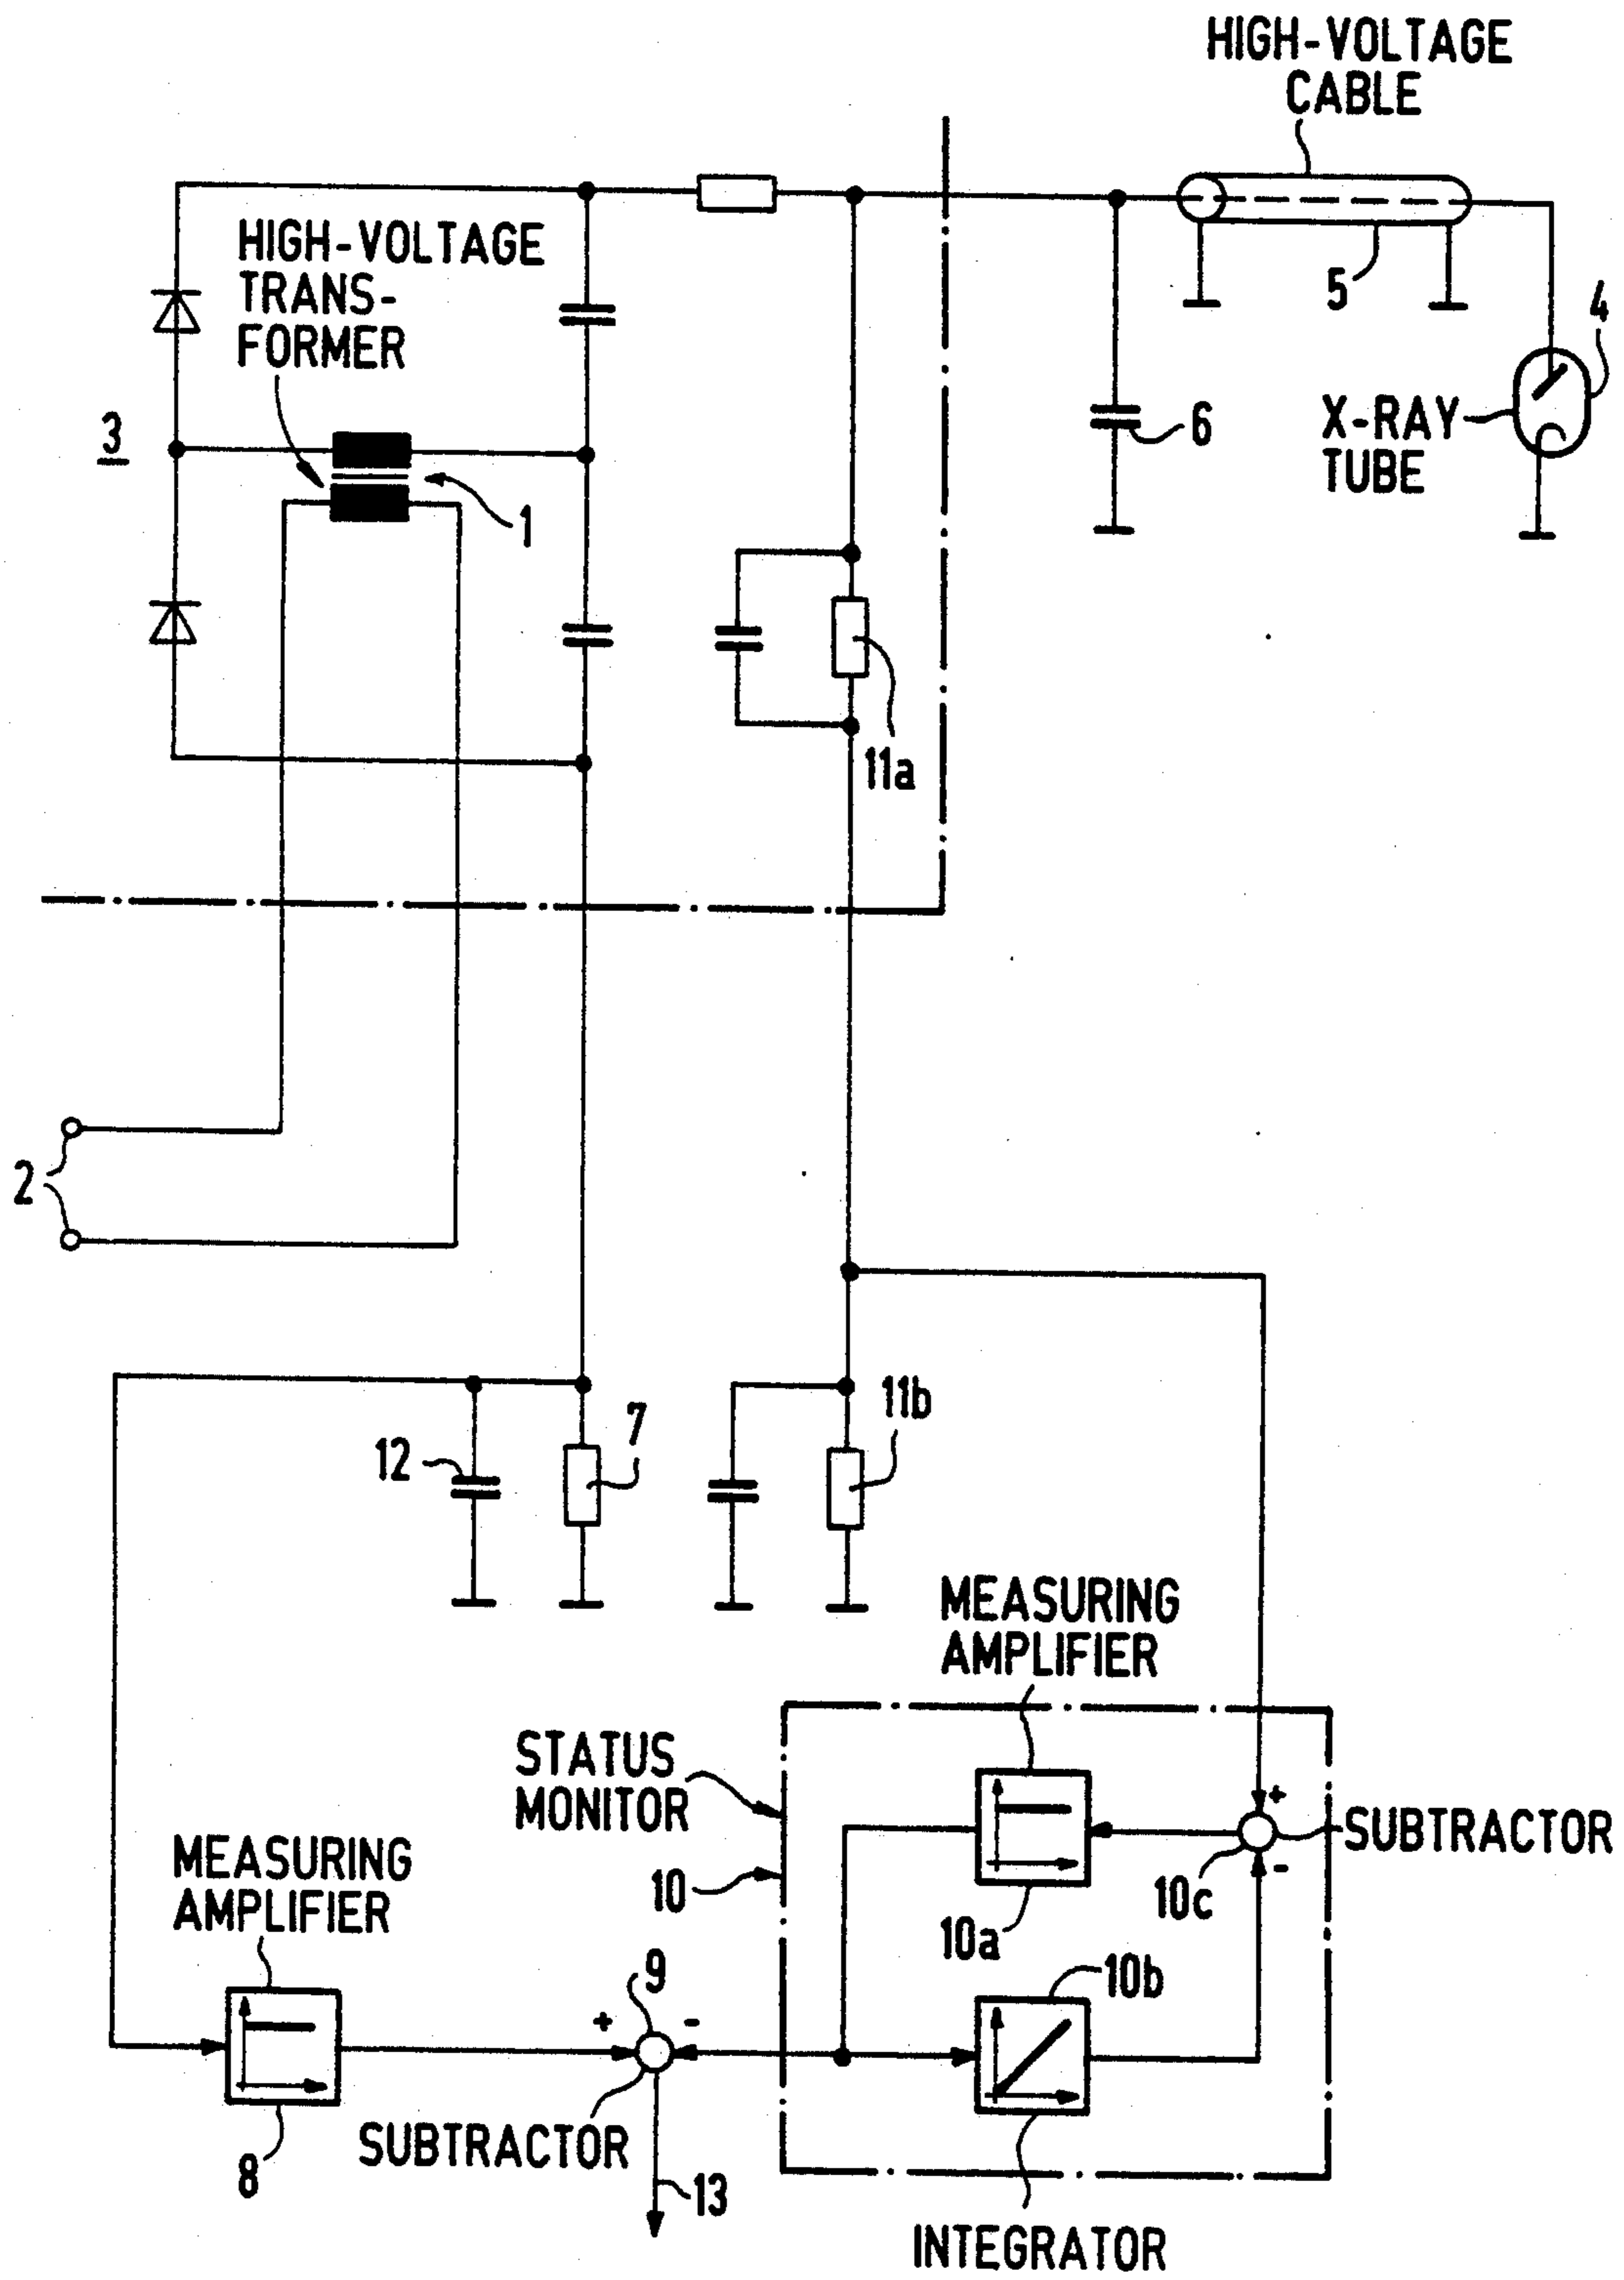 HIGH-VOLTAGE
CABLE
HIGH-VOLTAGE
TRANS-
FORMER
5
4
3
6
X-RAY
TUBE
1
11a
2
12
7
11b
MEASURING
AMPLIFIER
STATUS
MONITOR
+
SUBTRACTOR
MEASURING
AMPLIFIER
10
10c
-
10a
9
10b
+
-
SUBTRACTOR
8
13
INTEGRATOR